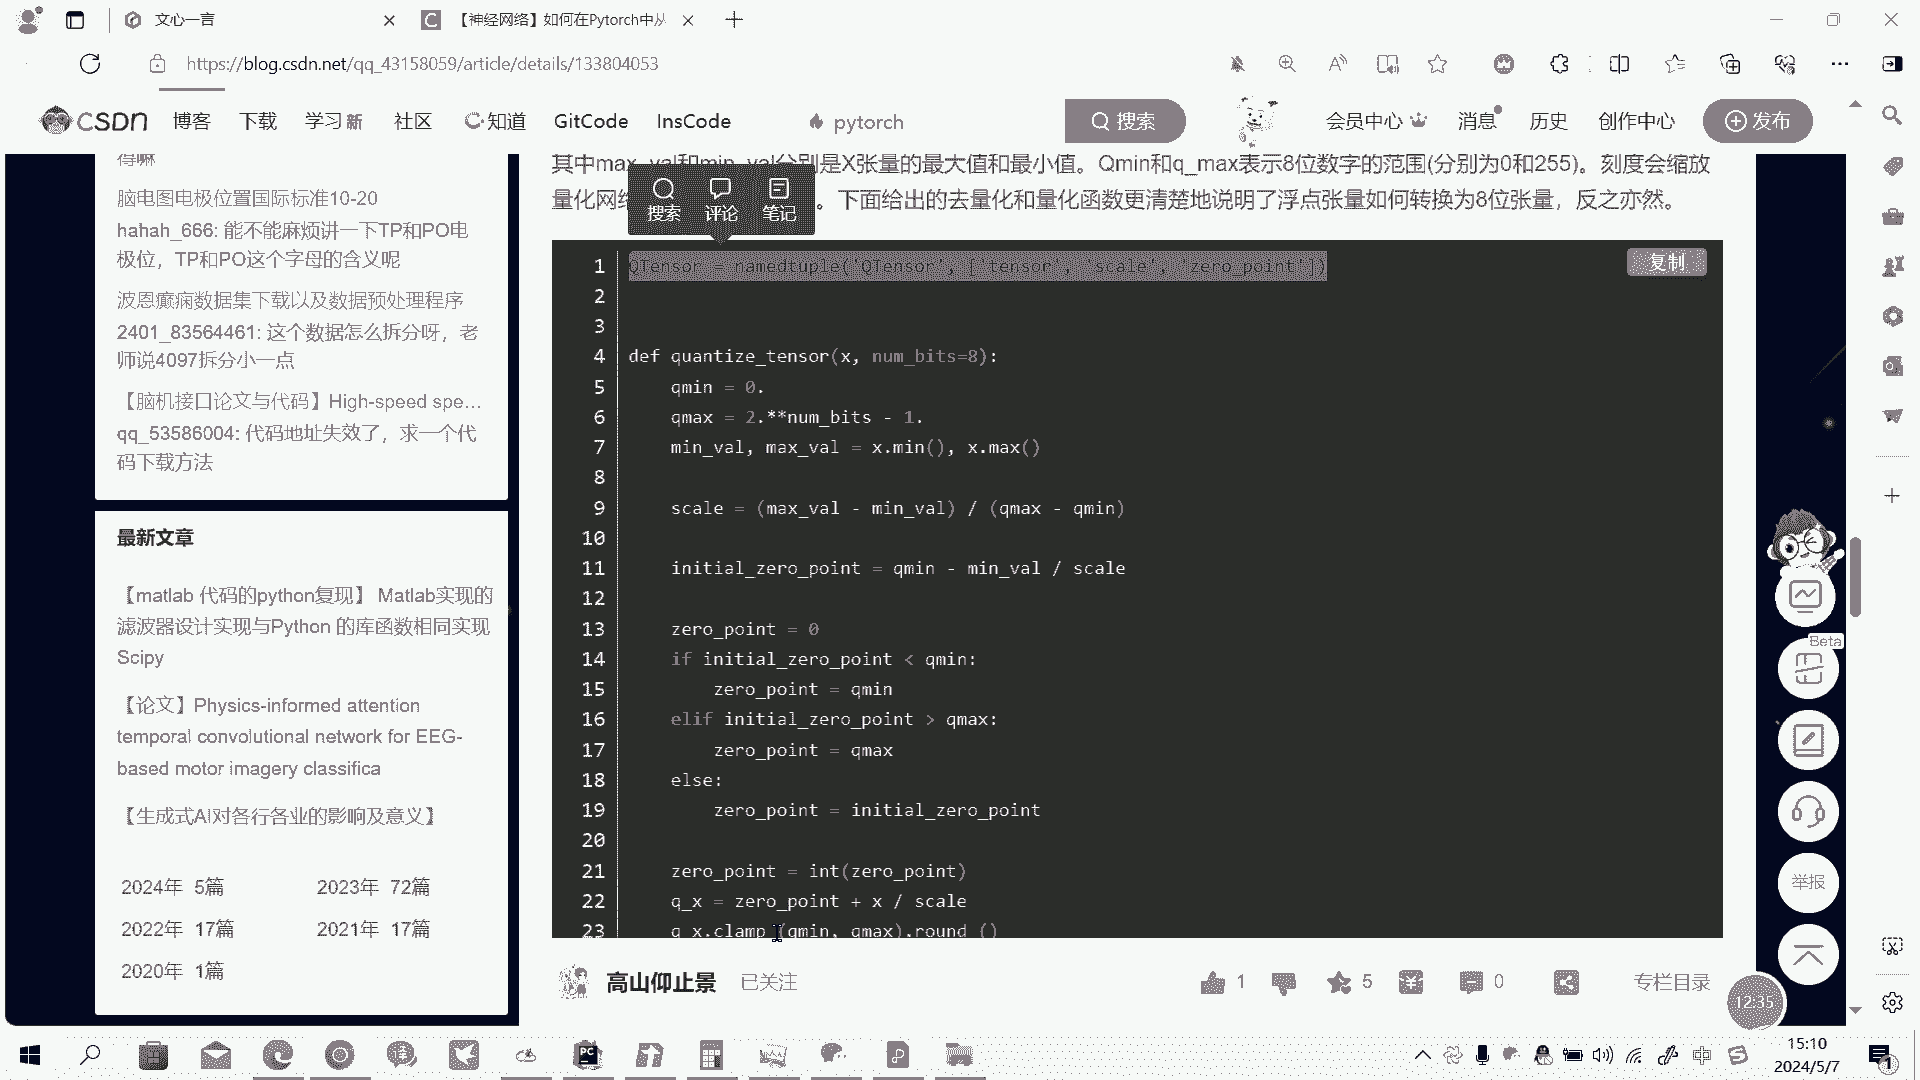 文心一言
【神经网络】如何在Pytorch中从
https://blog.csdn.net/qq_43158059/article/details/133804053
CSDN 博客 下载 学习新 社区 C知道 GitCode InsCode pytorch 搜索 会员中心 消息 历史 创作中心 发布
得嘛
脑电图电极位置国际标准10-20
hahah_666: 能不能麻烦讲一下TP和PO电
极位，TP和PO这个字母的含义呢
波恩癫痫数据集下载以及数据预处理程序
2401_83564461: 这个数据怎么拆分呀，老
师说4097拆分小一点
【脑机接口论文与代码】High-speed spe...
qq_53586004: 代码地址失效了，求一个代
码下载方法
最新文章
【matlab 代码的python复现】 Matlab实现的
滤波器设计实现与Python 的库函数相同实现
Scipy
【论文】Physics-informed attention
temporal convolutional network for EEG-
based motor imagery classifica
【生成式AI对各行各业的影响及意义】
2024年 5篇 2023年 72篇
2022年 17篇 2021年 17篇
2020年 1篇
其中max_val和min_val分别是X张量的最大值和最小值。Qmin和q_max表示8位数字的范围(分别为0和255)。刻度会缩放
量化网络 。下面给出的去量化和量化函数更清楚地说明了浮点张量如何转换为8位张量，反之亦然。
搜索 评论 笔记
复制
1 QTensor = namedtuple('QTensor', ['tensor', 'scale', 'zero_point'])
2
3
4 def quantize_tensor(x, num_bits=8):
5 qmin = 0.
6 qmax = 2.**num_bits - 1.
7 min_val, max_val = x.min(), x.max()
8
9 scale = (max_val - min_val) / (qmax - qmin)
10
11 initial_zero_point = qmin - min_val / scale
12
13 zero_point = 0
14 if initial_zero_point < qmin:
15 zero_point = qmin
16 elif initial_zero_point > qmax:
17 zero_point = qmax
18 else:
19 zero_point = initial_zero_point
20
21 zero_point = int(zero_point)
22 q_x = zero_point + x / scale
23 q_x.clamp_(qmin, qmax).round_()
高山仰止景 已关注 1 5 0 专栏目录
Beta
举报
12:35
中
15:10
2024/5/7
1